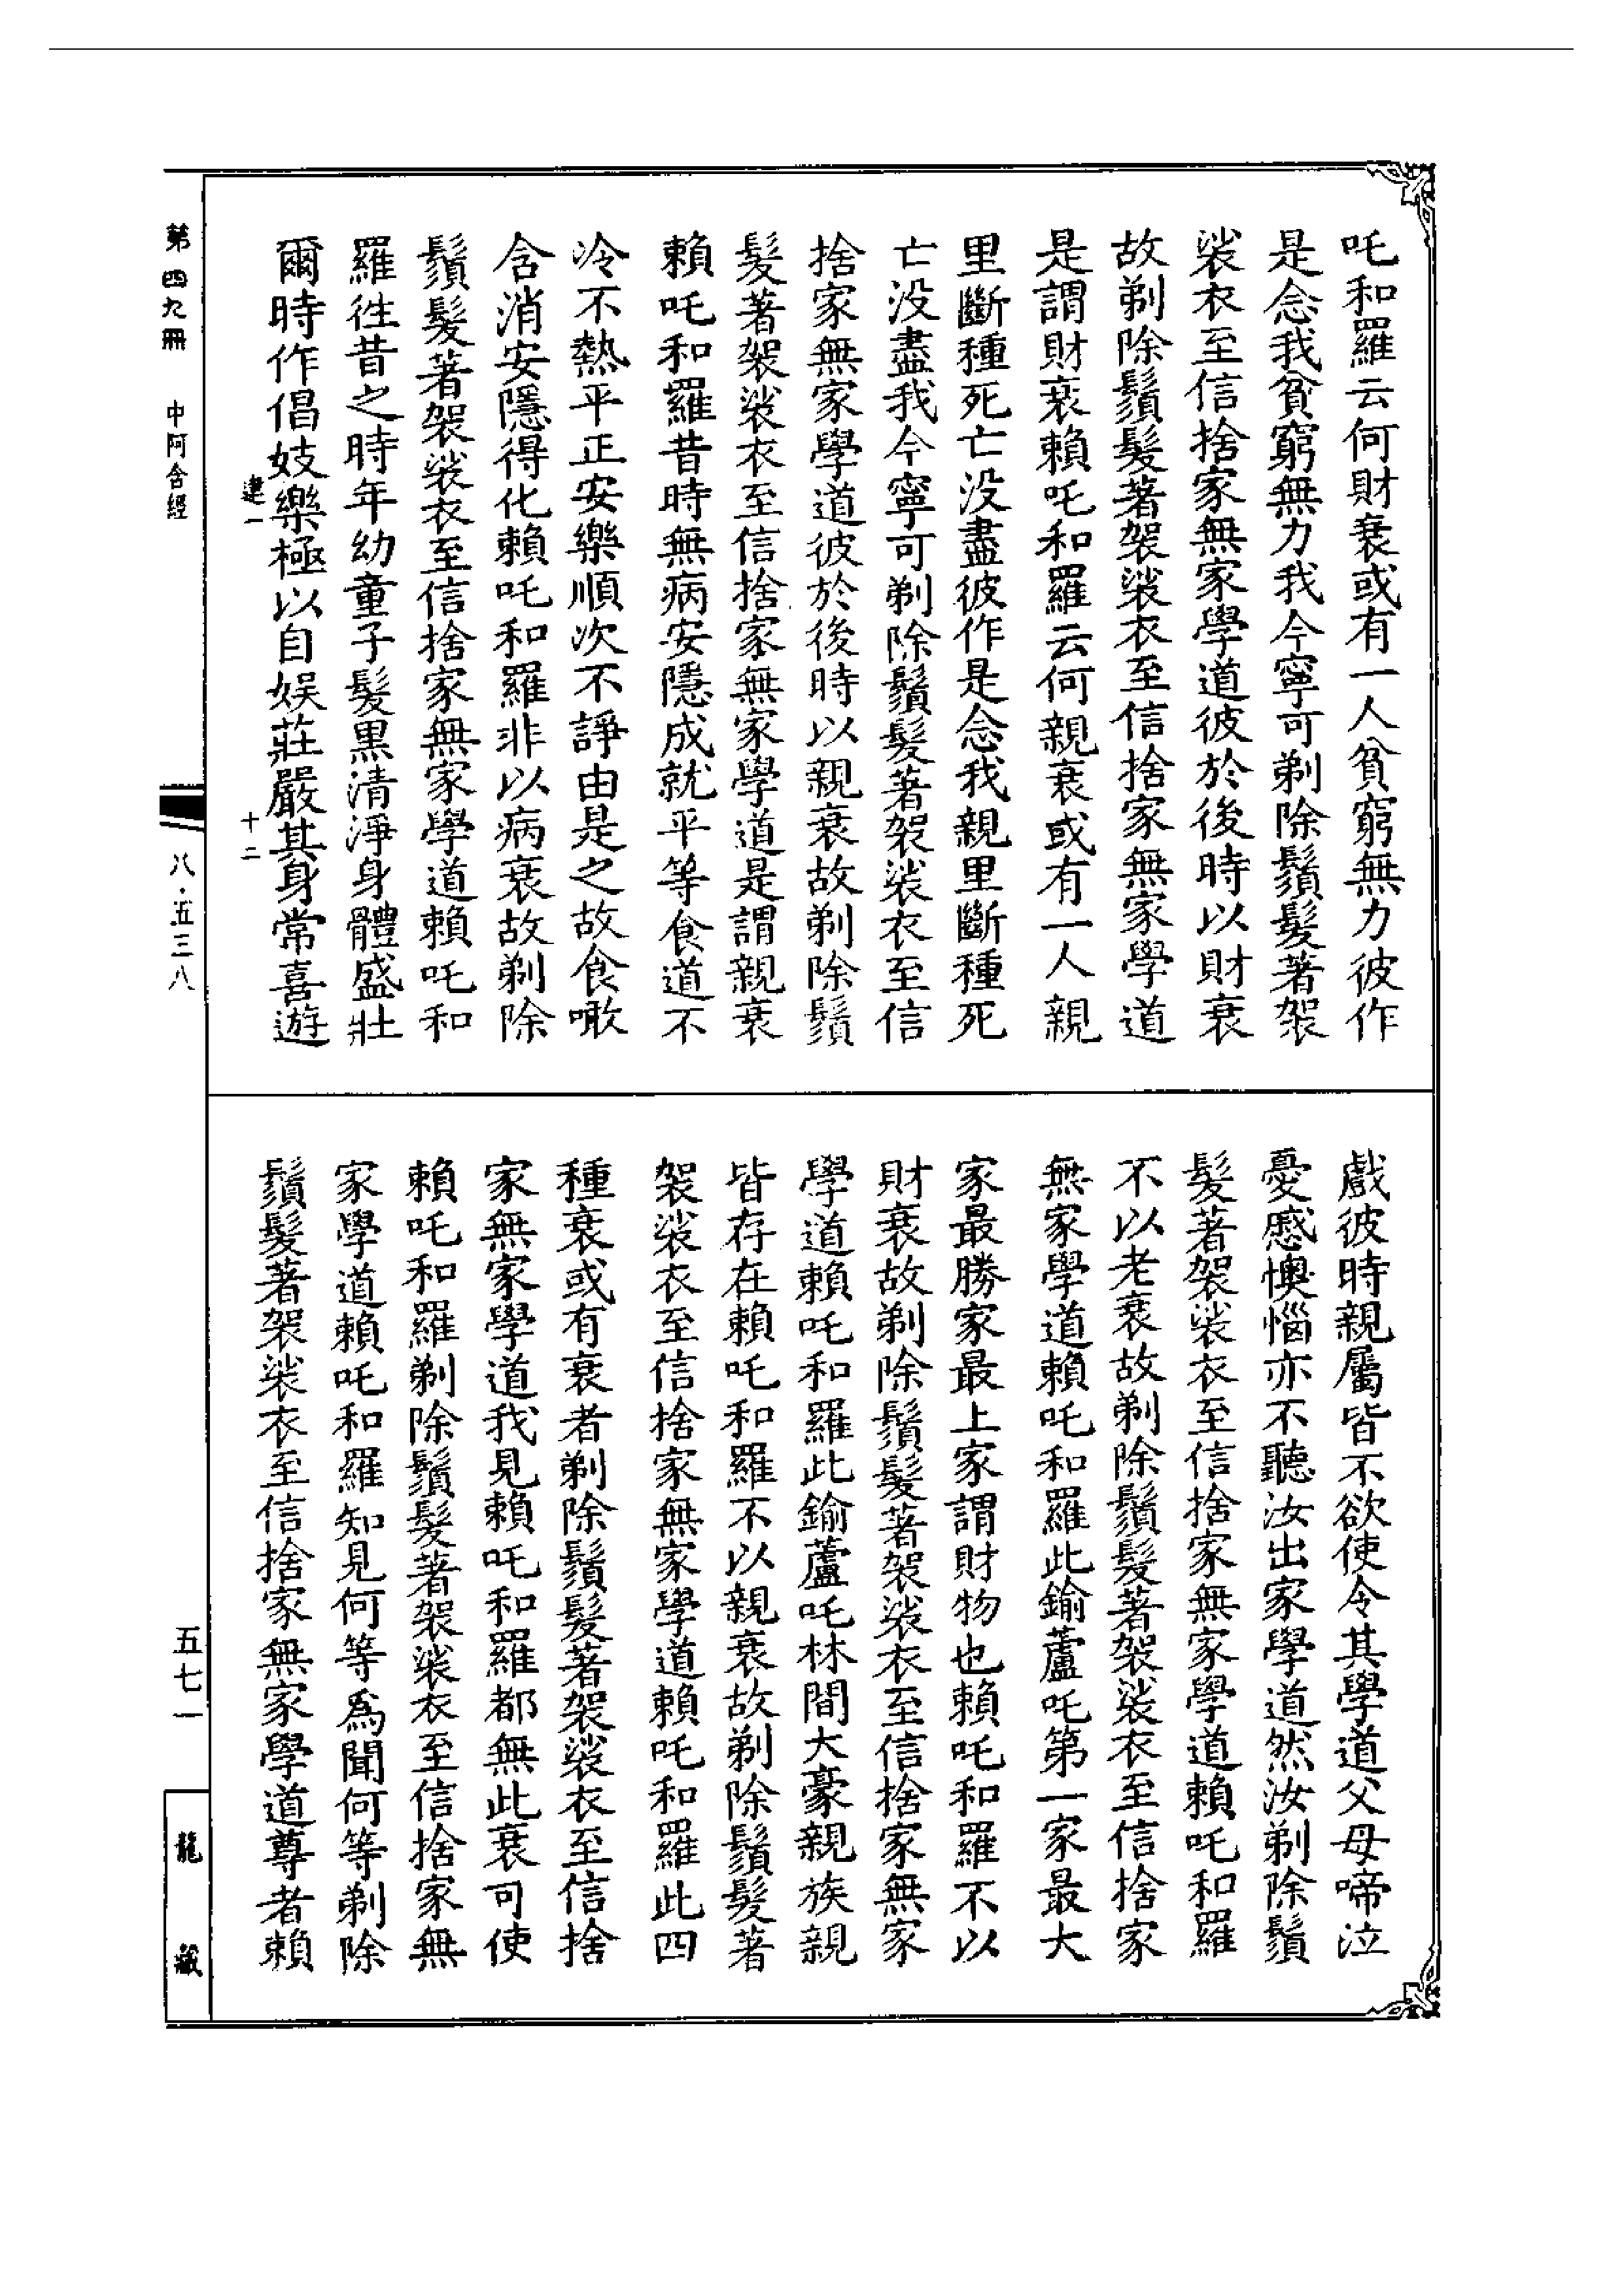 吒和羅云何財衰或有一人貧窮無力彼作
是念我貧窮無力我今寧可剃除鬚髮著袈
裟衣至信捨家無家學道彼於後時以財衰
故剃除鬚髮著袈裟衣至信捨家無家學道
是謂財衰賴吒和羅云何親衰或有一人親
里斷種死亡沒盡彼作是念我親里斷種死
亡沒盡我今寧可剃除鬚髮著袈裟衣至信
捨家無家學道彼於後時以親衰故剃除鬚
髮著袈裟衣至信捨家無家學道是謂親衰
賴吒和羅昔時無病安隱成就平等食道不
冷不熱平正安樂順次不諍由是之故食噉
含消安隱得化賴吒和羅非以病衰故剃除
鬚髮著袈裟衣至信捨家無家學道賴吒和
羅徃昔之時年幼童子髮黑清淨身體盛壯
爾時作倡妓樂極以自娛莊嚴其身常喜遊
戲彼時親屬皆不欲使令其學道父母啼泣
憂慼懊惱亦不聽汝出家學道然汝剃除鬚
髮著袈裟衣至信捨家無家學道賴吒和羅
不以老衰故剃除鬚髮著袈裟衣至信捨家
無家學道賴吒和羅此鍮蘆吒第一家最大
家最勝家最上家謂財物也賴吒和羅不以
財衰故剃除鬚髮著袈裟衣至信捨家無家
學道賴吒和羅此鍮蘆吒林間大豪親族親
皆存在賴吒和羅不以親衰故剃除鬚髮著
袈裟衣至信捨家無家學道賴吒和羅此四
種衰或有衰者剃除鬚髮著袈裟衣至信捨
家無家學道我見賴吒和羅都無此衰可使
賴吒和羅剃除鬚髮著袈裟衣至信捨家無
家學道賴吒和羅知見何等為聞何等剃除
鬚髮著袈裟衣至信捨家無家學道尊者賴
建一 十二
第四九冊 中阿含經 八·五三八 五七一 龍藏